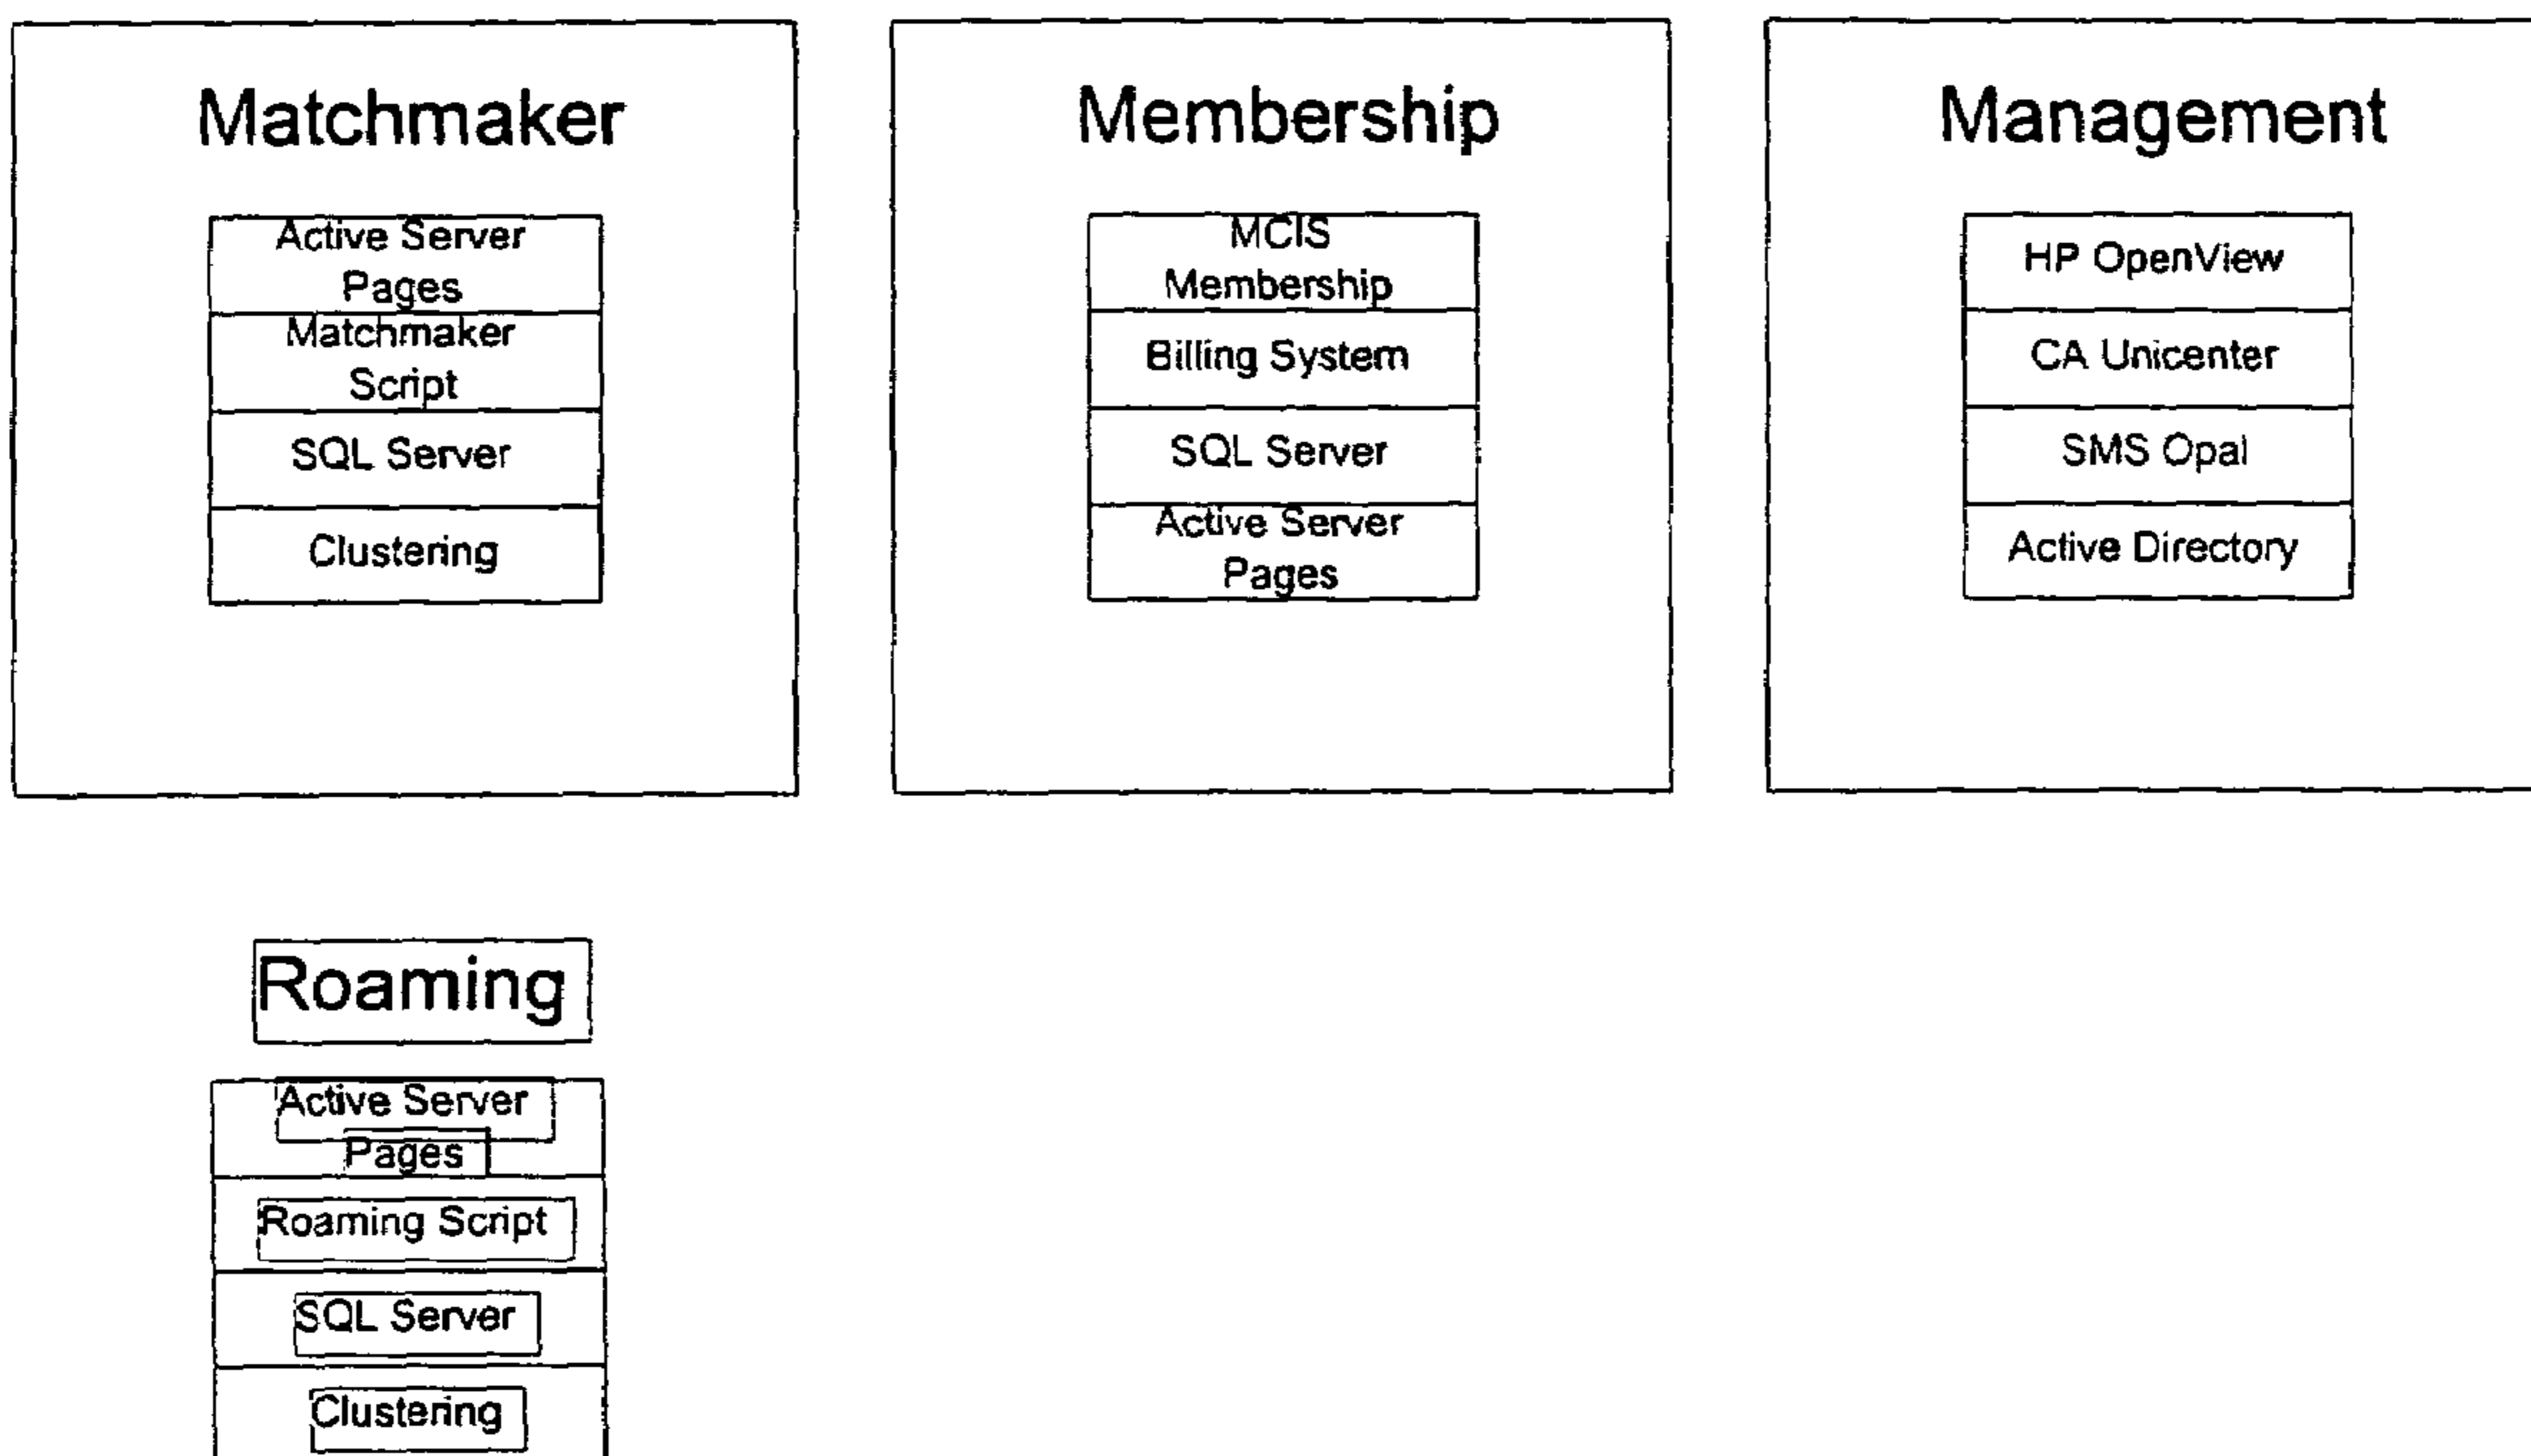 Matchmaker
Active Server
Pages
Matchmaker
Script
SQL Server
Clustering
Membership
MCIS
Membership
Billing System
SQL Server
Active Server
Pages
Management
HP OpenView
CA Unicenter
SMS Opal
Active Directory
Roaming
Active Server
Pages
Roaming Script
SQL Server
Clustering